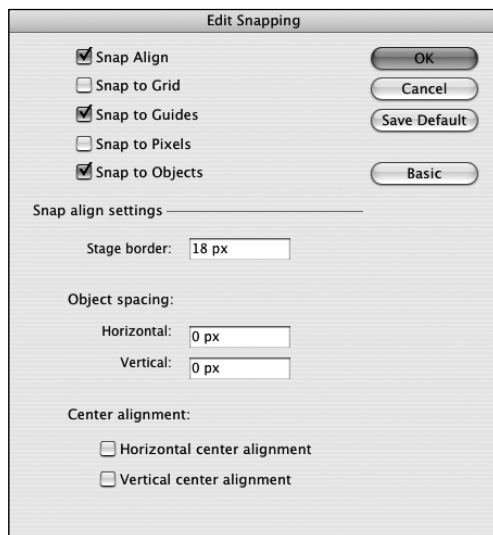 Edit Snapping
Snap Align
OK
Snap to Grid
Cancel
Snap to Guides
Save Default
Snap to Pixels
Snap to Objects
Basic
Snap align settings
Stage border: 18 px
Object spacing:
Horizontal: 0 px
Vertical: 0 px
Center alignment:
Horizontal center alignment
Vertical center alignment